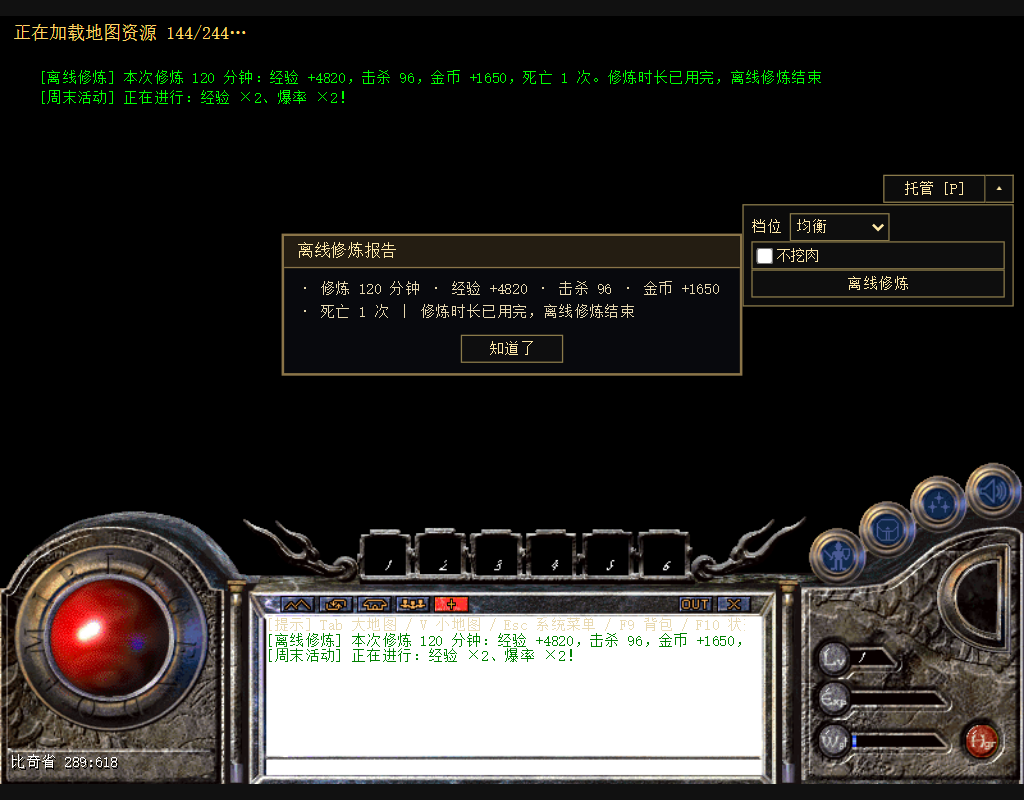 正在加载地图资源 144/244…
[离线修炼] 本次修炼 120 分钟：经验 +4820，击杀 96，金币 +1650，死亡 1 次。修炼时长已用完，离线修炼结束
[周末活动] 正在进行：经验 ×2、爆率 ×2！
托管 [P]
档位 均衡
不挖肉
离线修炼
离线修炼报告
· 修炼 120 分钟 · 经验 +4820 · 击杀 96 · 金币 +1650
· 死亡 1 次 | 修炼时长已用完，离线修炼结束
知道了
1 2 3 4 5 6
OUT
[提示] Tab 大地图 / V 小地图 / Esc 系统菜单 / F9 背包 / F10 状
[离线修炼] 本次修炼 120 分钟：经验 +4820，击杀 96，金币 +1650，
[周末活动] 正在进行：经验 ×2、爆率 ×2！
Lv 1
Exp
Hgr
比奇省 289:618